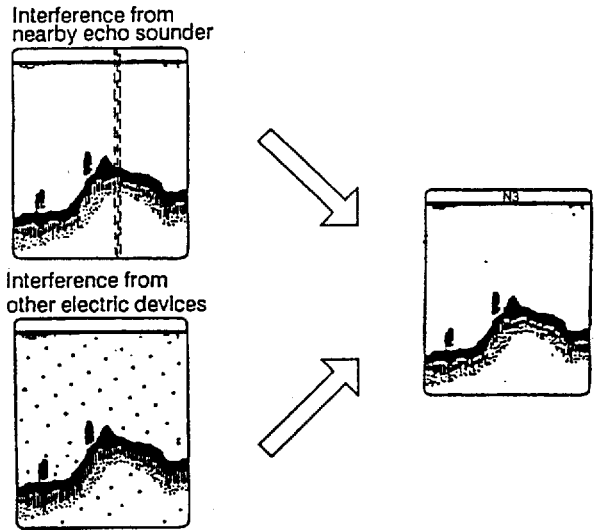 Interference from
nearby echo sounder
N3
Interference from
other electric devices